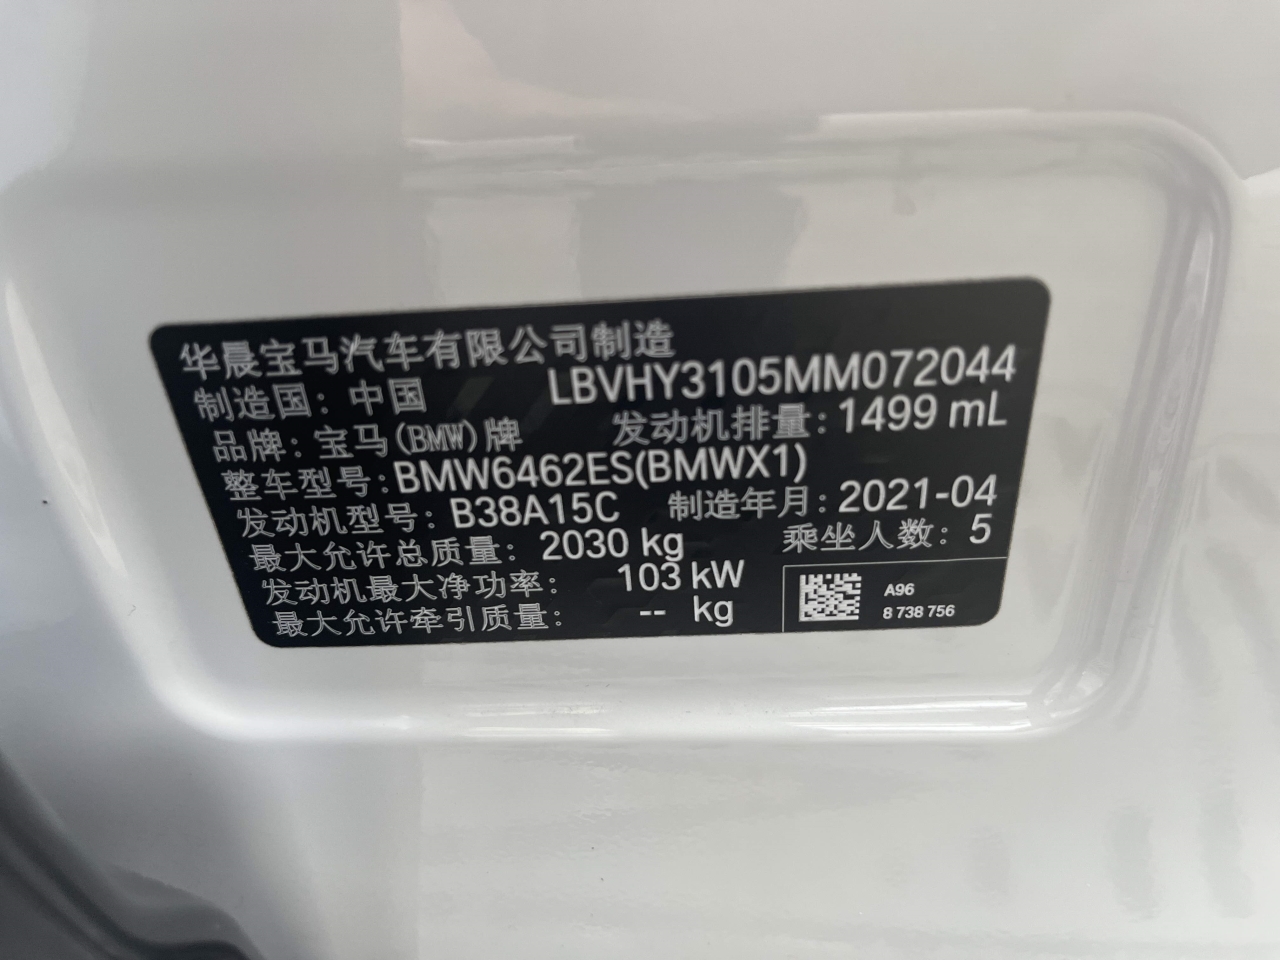 华晨宝马汽车有限公司制造
制造国：中国 LBVHY3105MM072044
品牌：宝马(BMW)牌 发动机排量：1499 mL
整车型号：BMW6462ES(BMWX1)
发动机型号：B38A15C 制造年月：2021-04
最大允许总质量：2030 kg 乘坐人数：5
发动机最大净功率：103 kW
最大允许牵引质量：-- kg
A96
8 738 756